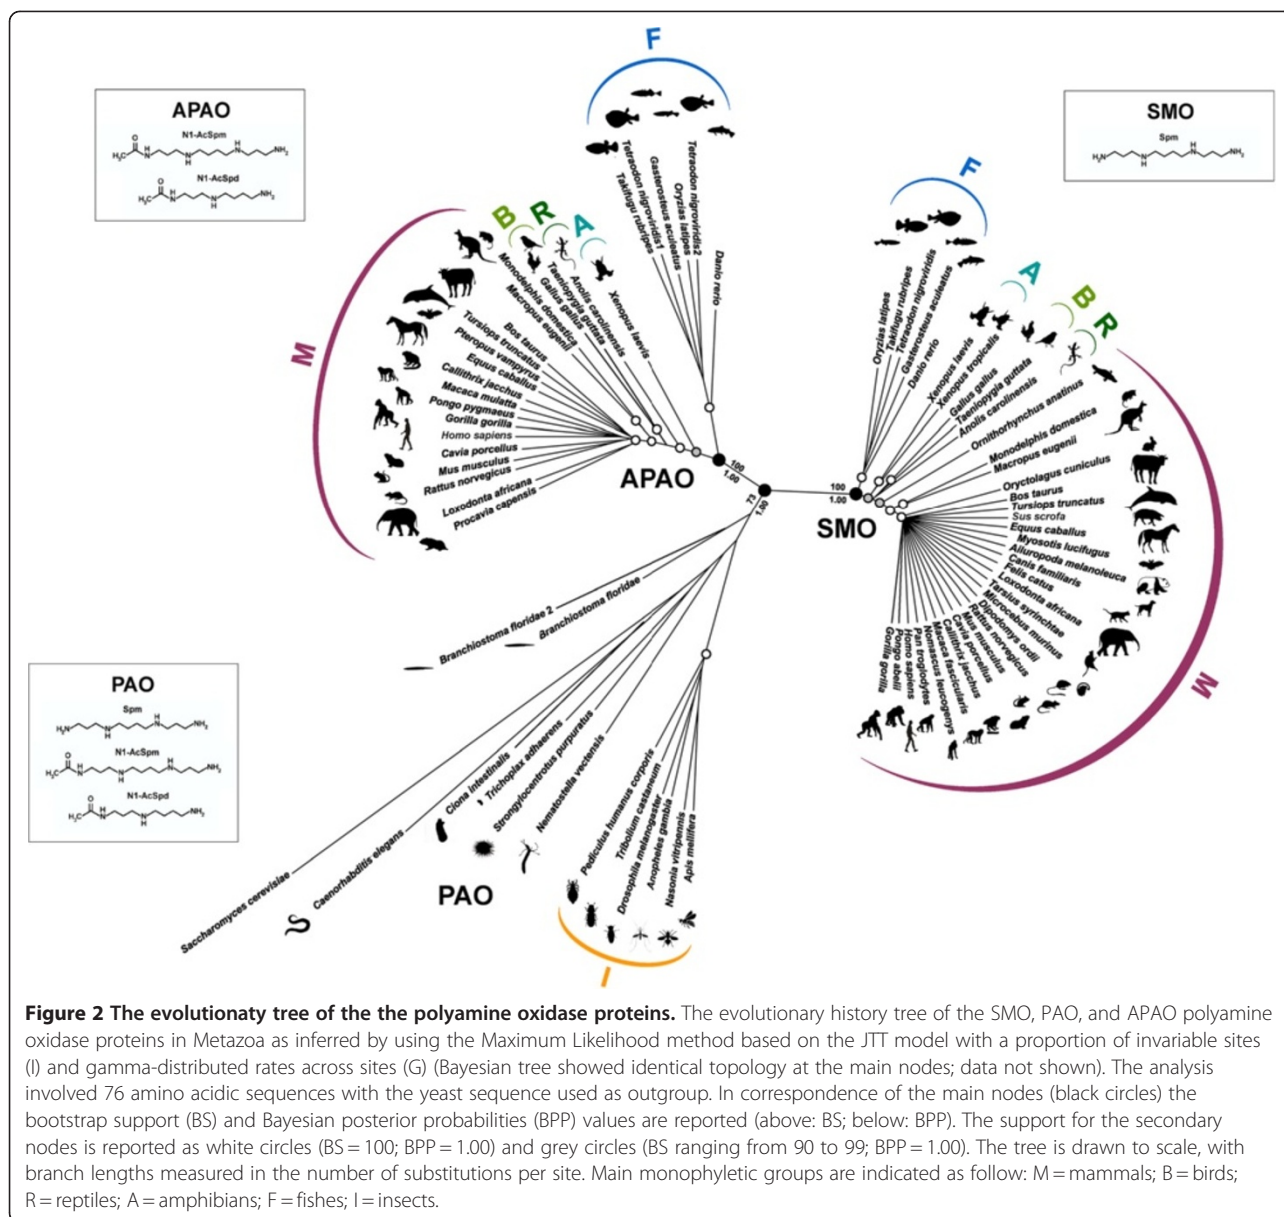 F
APAO
N1-AcSpm
N1-AcSpd
SMO
Spm
F
B
R
A
M
Tetraodon nigroviridis1
Takifugu rubripes
Gasterosteus aculeatus
Oryzias latipes
Tetraodon nigroviridis2
Danio rerio
Xenopus laevis
Anolis carolinensis
Taeniopygia guttata
Gallus gallus
Monodelphis domestica
Macropus eugenii
Bos taurus
Tursiops truncatus
Pteropus vampyrus
Equus caballus
Callithrix jacchus
Macaca mulatta
Pongo pygmaeus
Gorilla gorilla
Homo sapiens
Cavia porcellus
Mus musculus
Rattus norvegicus
Loxodonta africana
Procavia capensis
APAO
100
1.00
73
1.00
100
1.00
SMO
Oryzias latipes
Takifugu rubripes
Tetraodon nigroviridis
Gasterosteus aculeatus
Danio rerio
A
B
R
Xenopus laevis
Xenopus tropicalis
Gallus gallus
Taeniopygia guttata
Anolis carolinensis
Ornithorhynchus anatinus
Monodelphis domestica
Macropus eugenii
Oryctolagus cuniculus
Bos taurus
Tursiops truncatus
Sus scrofa
Equus caballus
Myosotis lucifugus
Ailuropoda melanoleuca
Canis familiaris
Felis catus
Loxodonta africana
Tarsius syrinchtae
Microcebus murinus
Dipodomys ordii
Rattus norvegicus
Mus musculus
Cavia porcellus
Callithrix jacchus
Macaca fascicularis
Nomascus leucogenys
Pan troglodytes
Homo sapiens
Pongo abelii
Gorilla gorilla
M
Branchiostoma floridae 2
Branchiostoma floridae
PAO
Spm
N1-AcSpm
N1-AcSpd
Saccharomyces cerevisiae
Caenorhabditis elegans
Ciona intestinalis
Trichoplax adhaerens
Strongylocentrotus purpuratus
Nematostella vectensis
PAO
Pediculus humanus corporis
Tribolium castaneum
Drosophila melanogaster
Anopheles gambia
Nasonia vitripennis
Apis mellifera
I
Figure 2 The evolutionaty tree of the the polyamine oxidase proteins. The evolutionary history tree of the SMO, PAO, and APAO polyamine
oxidase proteins in Metazoa as inferred by using the Maximum Likelihood method based on the JTT model with a proportion of invariable sites
(I) and gamma-distributed rates across sites (G) (Bayesian tree showed identical topology at the main nodes; data not shown). The analysis
involved 76 amino acidic sequences with the yeast sequence used as outgroup. In correspondence of the main nodes (black circles) the
bootstrap support (BS) and Bayesian posterior probabilities (BPP) values are reported (above: BS; below: BPP). The support for the secondary
nodes is reported as white circles (BS = 100; BPP = 1.00) and grey circles (BS ranging from 90 to 99; BPP = 1.00). The tree is drawn to scale, with
branch lengths measured in the number of substitutions per site. Main monophyletic groups are indicated as follow: M = mammals; B = birds;
R = reptiles; A = amphibians; F = fishes; I = insects.